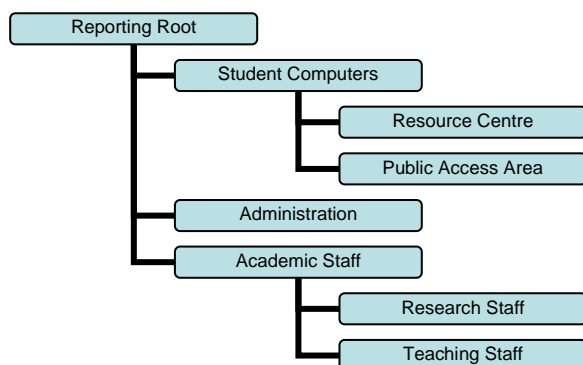 Reporting Root
Student Computers
Resource Centre
Public Access Area
Administration
Academic Staff
Research Staff
Teaching Staff